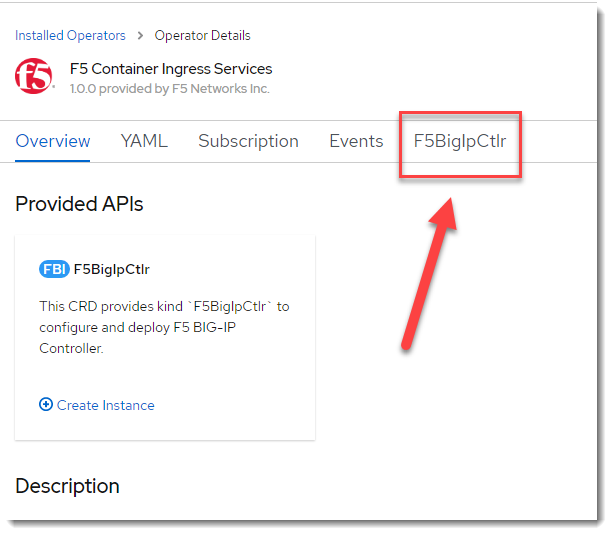 Installed Operators > Operator Details
f5
F5 Container Ingress Services
1.0.0 provided by F5 Networks Inc.
Overview YAML Subscription Events F5BigIpCtlr
Provided APIs
FBI F5BigIpCtlr
This CRD provides kind `F5BigIpCtlr` to
configure and deploy F5 BIG-IP
Controller.
Create Instance
Description